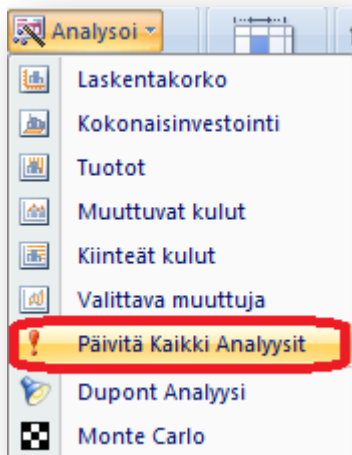 Analysoi
Laskentakorko
Kokonaisinvestointi
Tuotot
Muuttuvat kulut
Kiinteät kulut
Valittava muuttuja
Päivitä Kaikki Analyysit
Dupont Analyysi
Monte Carlo